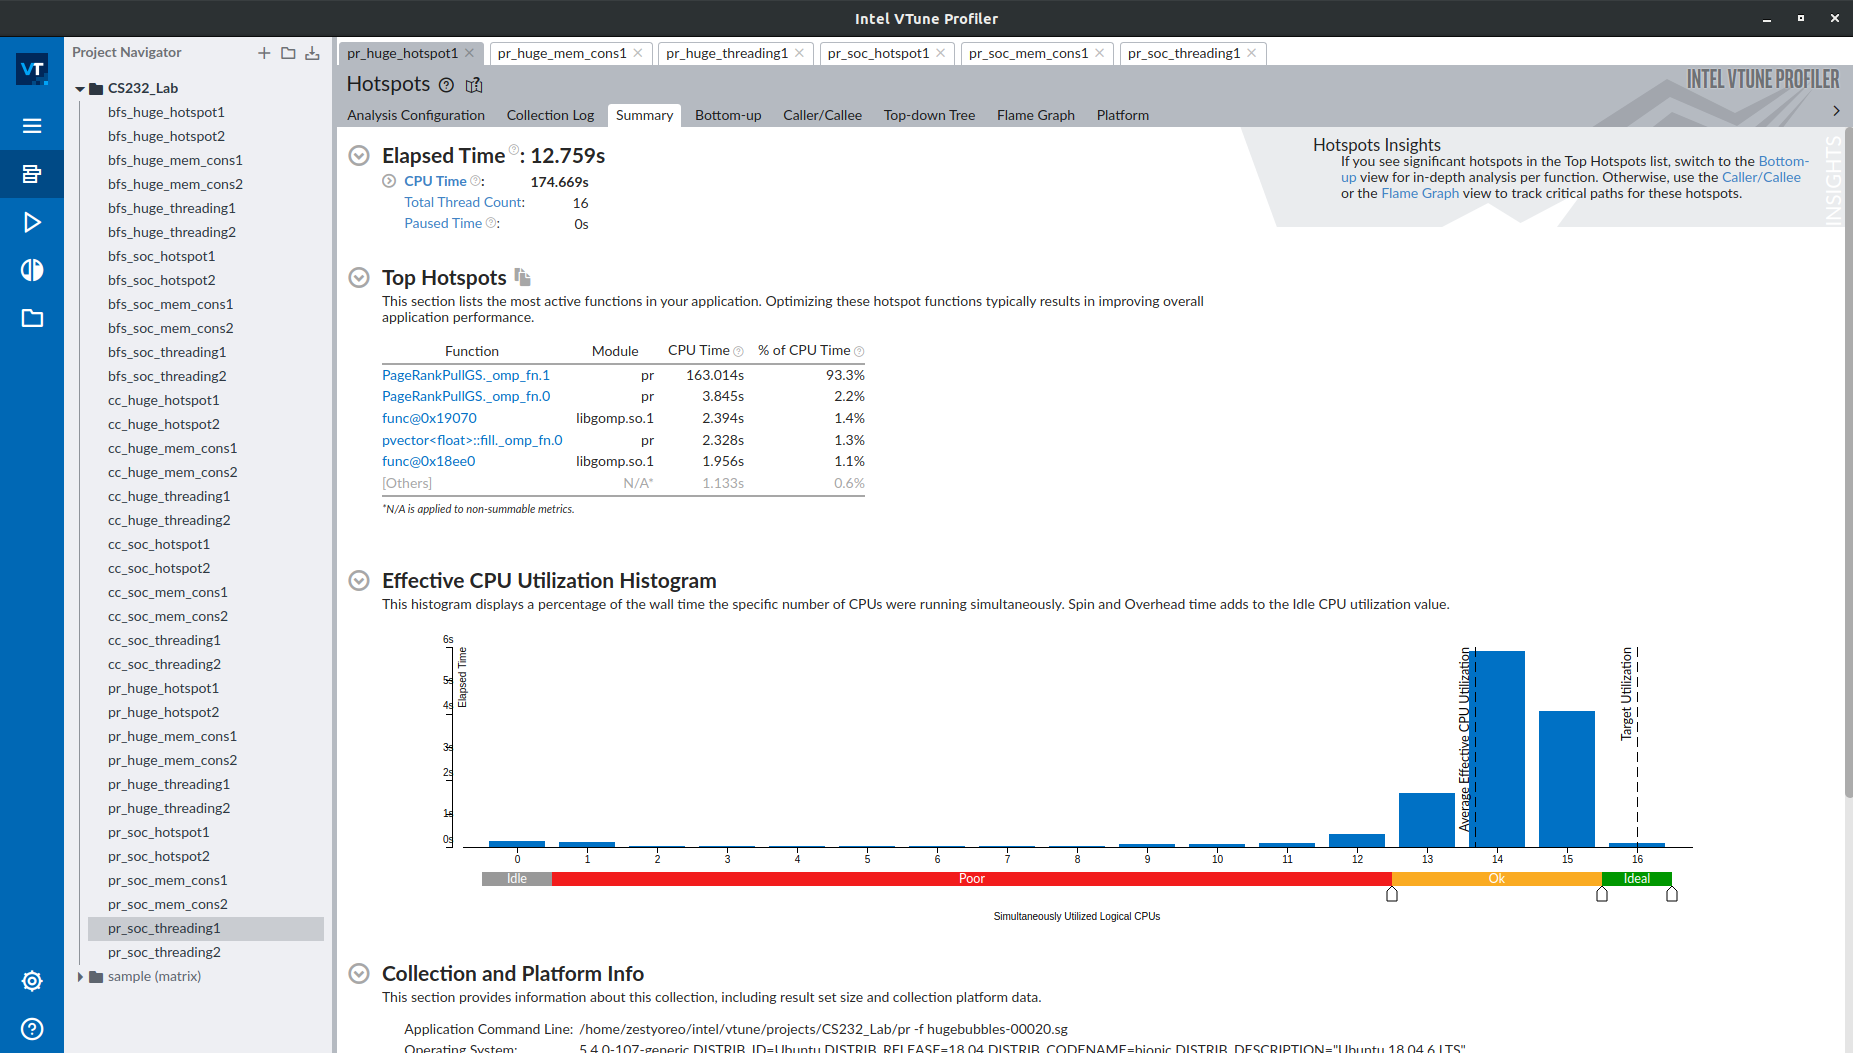 Intel VTune Profiler
VT
Project Navigator
CS232_Lab
bfs_huge_hotspot1
bfs_huge_hotspot2
bfs_huge_mem_cons1
bfs_huge_mem_cons2
bfs_huge_threading1
bfs_huge_threading2
bfs_soc_hotspot1
bfs_soc_hotspot2
bfs_soc_mem_cons1
bfs_soc_mem_cons2
bfs_soc_threading1
bfs_soc_threading2
cc_huge_hotspot1
cc_huge_hotspot2
cc_huge_mem_cons1
cc_huge_mem_cons2
cc_huge_threading1
cc_huge_threading2
cc_soc_hotspot1
cc_soc_hotspot2
cc_soc_mem_cons1
cc_soc_mem_cons2
cc_soc_threading1
cc_soc_threading2
pr_huge_hotspot1
pr_huge_hotspot2
pr_huge_mem_cons1
pr_huge_mem_cons2
pr_huge_threading1
pr_huge_threading2
pr_soc_hotspot1
pr_soc_hotspot2
pr_soc_mem_cons1
pr_soc_mem_cons2
pr_soc_threading1
pr_soc_threading2
sample (matrix)
pr_huge_hotspot1 pr_huge_mem_cons1 pr_huge_threading1 pr_soc_hotspot1 pr_soc_mem_cons1 pr_soc_threading1
Hotspots
INTEL VTUNE PROFILER
Analysis Configuration Collection Log Summary Bottom-up Caller/Callee Top-down Tree Flame Graph Platform
Elapsed Time: 12.759s
CPU Time: 174.669s
Total Thread Count: 16
Paused Time: 0s
Hotspots Insights
If you see significant hotspots in the Top Hotspots list, switch to the Bottom-
up view for in-depth analysis per function. Otherwise, use the Caller/Callee
or the Flame Graph view to track critical paths for these hotspots.
INSIGHTS
Top Hotspots
This section lists the most active functions in your application. Optimizing these hotspot functions typically results in improving overall
application performance.
Function Module CPU Time % of CPU Time
PageRankPullGS._omp_fn.1 pr 163.014s 93.3%
PageRankPullGS._omp_fn.0 pr 3.845s 2.2%
func@0x19070 libgomp.so.1 2.394s 1.4%
pvector<float>::fill._omp_fn.0 pr 2.328s 1.3%
func@0x18ee0 libgomp.so.1 1.956s 1.1%
[Others] N/A* 1.133s 0.6%
*N/A is applied to non-summable metrics.
Effective CPU Utilization Histogram
This histogram displays a percentage of the wall time the specific number of CPUs were running simultaneously. Spin and Overhead time adds to the Idle CPU utilization value.
6s
5s
4s
3s
2s
1s
0s
Elapsed Time
Average Effective CPU Utilization
Target Utilization
0 1 2 3 4 5 6 7 8 9 10 11 12 13 14 15 16
Idle Poor Ok Ideal
Simultaneously Utilized Logical CPUs
Collection and Platform Info
This section provides information about this collection, including result set size and collection platform data.
Application Command Line: /home/zestyoreo/intel/vtune/projects/CS232_Lab/pr -f hugebubbles-00020.sg
Operating System: 5.4.0-107-generic DISTRIB_ID=Ubuntu DISTRIB_RELEASE=18.04 DISTRIB_CODENAME=bionic DISTRIB_DESCRIPTION="Ubuntu 18.04.6 LTS"